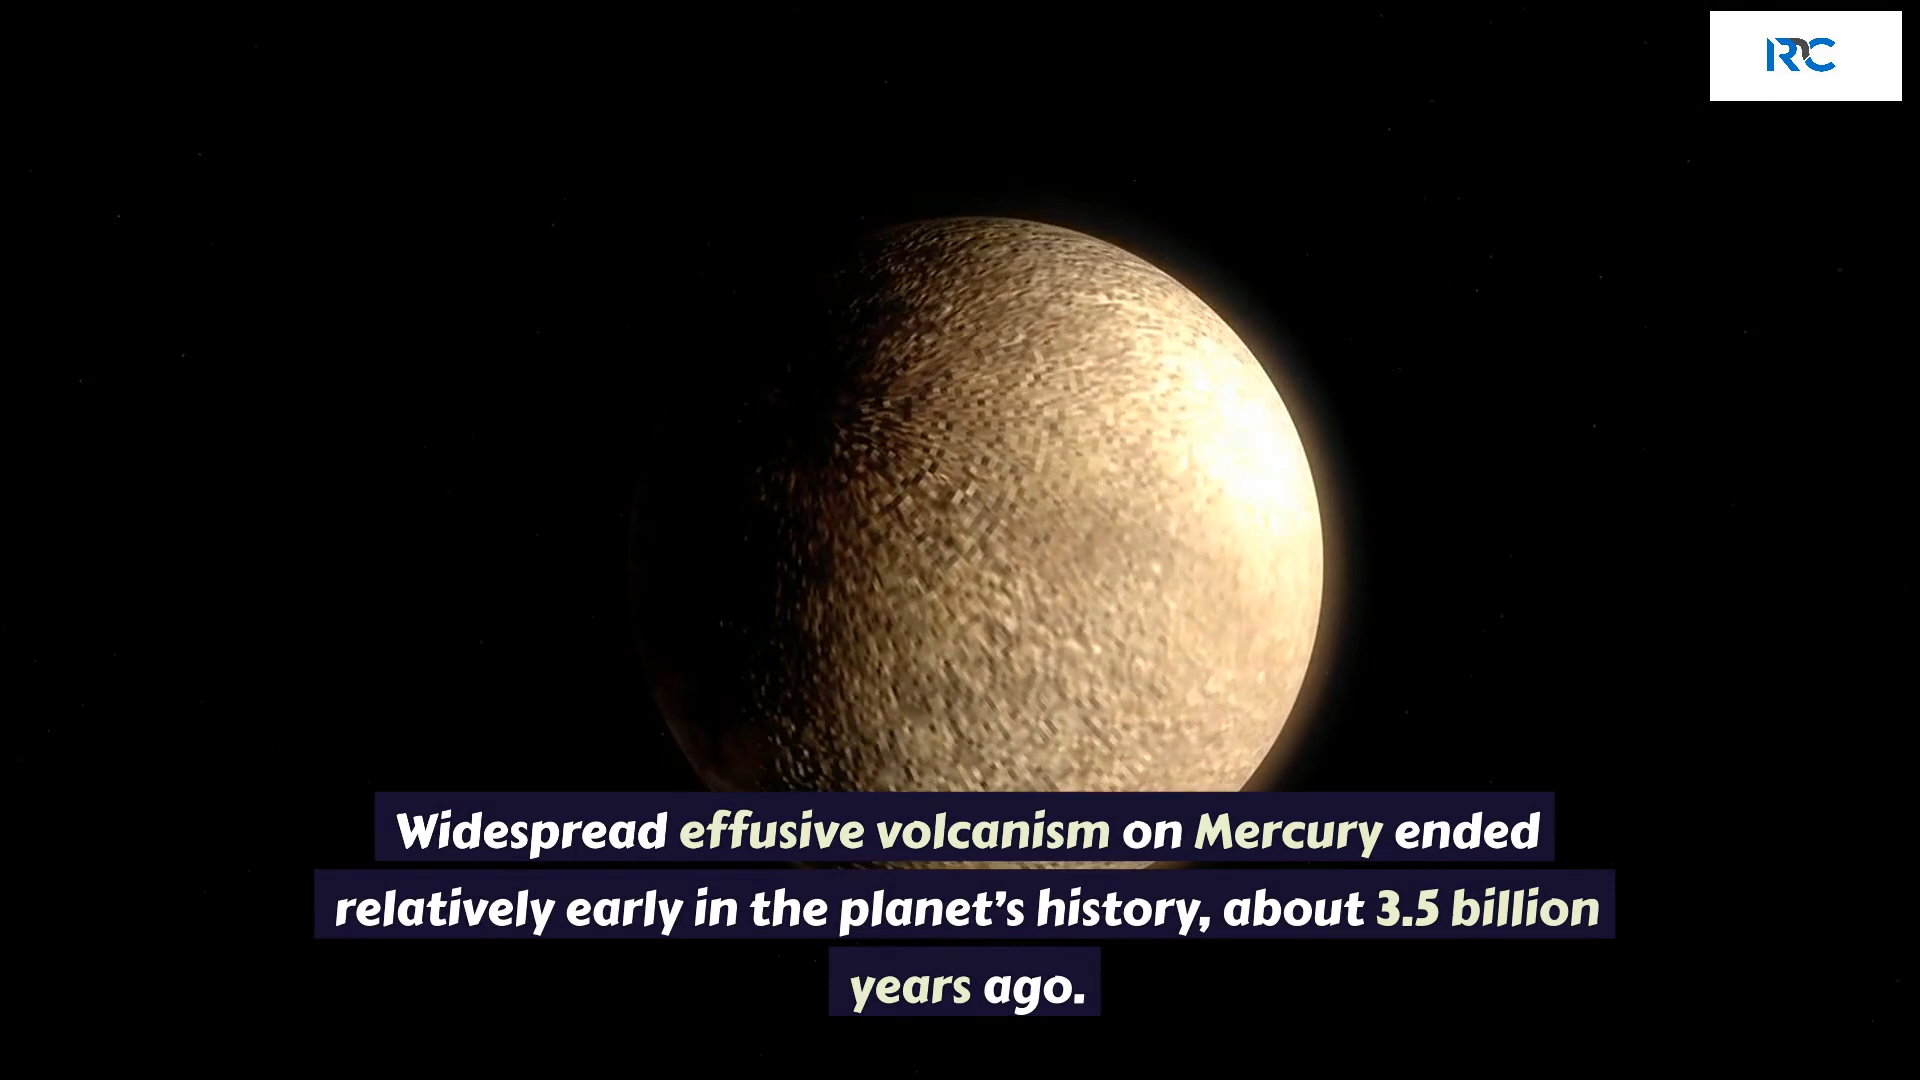 IRC
Widespread effusive volcanism on Mercury ended
relatively early in the planet’s history, about 3.5 billion
years ago.